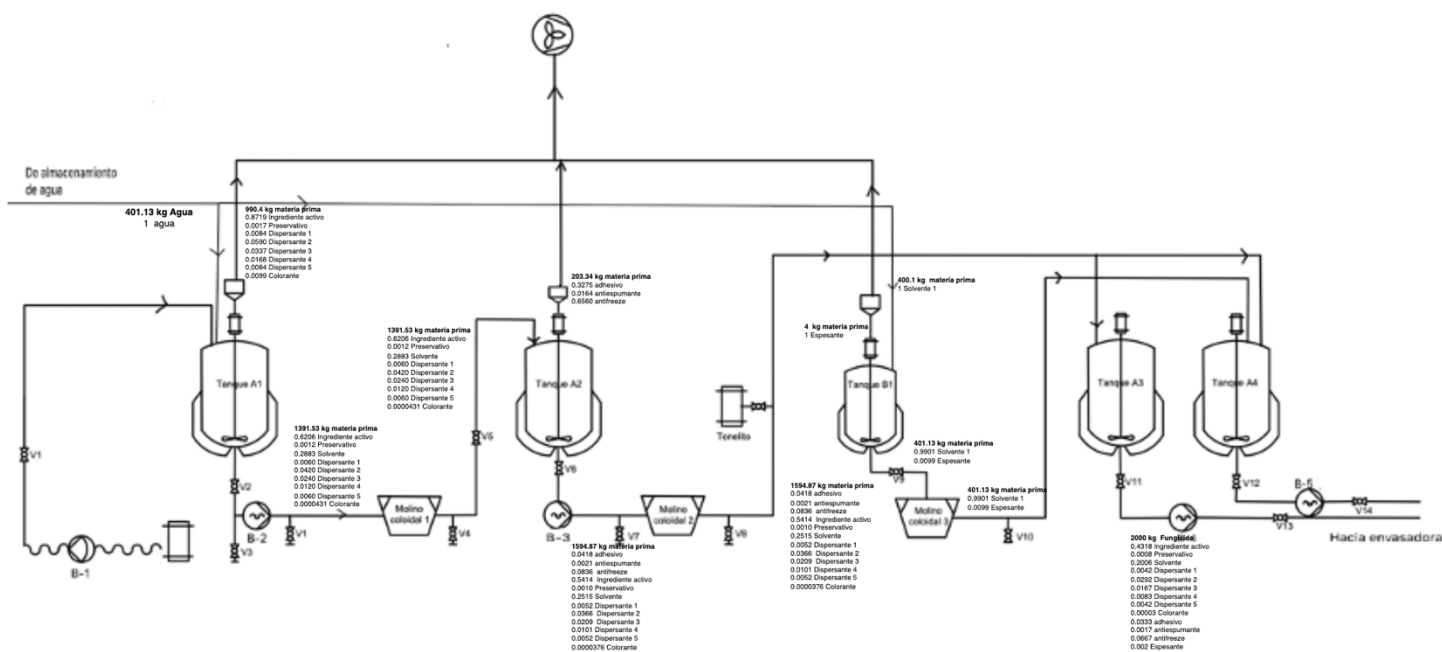 De almacenamiento
de agua
401.13 kg Agua
1 agua
990.4 kg materia prima
0.8719 Ingrediente activo
0.0017 Preservativo
0.0084 Dispersante 1
0.0590 Dispersante 2
0.0337 Dispersante 3
0.0168 Dispersante 4
0.0084 Dispersante 5
0.0099 Colorante
203.34 kg materia prima
0.3275 adhesivo
0.0164 antiespumante
0.6560 antifreeze
400.1 kg materia prima
1 Solvente 1
4 kg materia prima
1 Espesante
1391.53 kg materia prima
0.6206 Ingrediente activo
0.0012 Preservativo
0.2883 Solvente
0.0060 Dispersante 1
0.0420 Dispersante 2
0.0240 Dispersante 3
0.0120 Dispersante 4
0.0060 Dispersante 5
0.0000431 Colorante
Tanque A1
Tanque A2
Tanque B1
Tanque A3
Tanque A4
Tonelito
1391.53 kg materia prima
0.6206 Ingrediente activo
0.0012 Preservativo
0.2883 Solvente
0.0060 Dispersante 1
0.0420 Dispersante 2
0.0240 Dispersante 3
0.0120 Dispersante 4
0.0060 Dispersante 5
0.0000431 Colorante
V5
V1
V2
V6
401.13 kg materia prima
0.9901 Solvente 1
0.0099 Espesante
V9
V11
V12
B-5
V14
401.13 kg materia prima
0.9901 Solvente 1
0.0099 Espesante
Molino
coloidal 1
Molino
coloidal 2
Molino
coloidal 3
1594.87 kg materia prima
0.0418 adhesivo
0.0021 antiespumante
0.0836 antifreeze
0.5414 Ingrediente activo
0.0010 Preservativo
0.2515 Solvente
0.0052 Dispersante 1
0.0366 Dispersante 2
0.0209 Dispersante 3
0.0101 Dispersante 4
0.0052 Dispersante 5
0.0000376 Colorante
B-2
V1
V4
B-3
V7
V8
V10
V13
Hacia envasadora
V3
B-1
1594.87 kg materia prima
0.0418 adhesivo
0.0021 antiespumante
0.0836 antifreeze
0.5414 Ingrediente activo
0.0010 Preservativo
0.2515 Solvente
0.0052 Dispersante 1
0.0366 Dispersante 2
0.0209 Dispersante 3
0.0101 Dispersante 4
0.0052 Dispersante 5
0.0000376 Colorante
2000 kg Fungicida
0.4318 Ingrediente activo
0.0008 Preservativo
0.2006 Solvente
0.0042 Dispersante 1
0.0292 Dispersante 2
0.0167 Dispersante 3
0.0083 Dispersante 4
0.0042 Dispersante 5
0.00003 Colorante
0.0333 adhesivo
0.0017 antiespumante
0.0667 antifreeze
0.002 Espesante